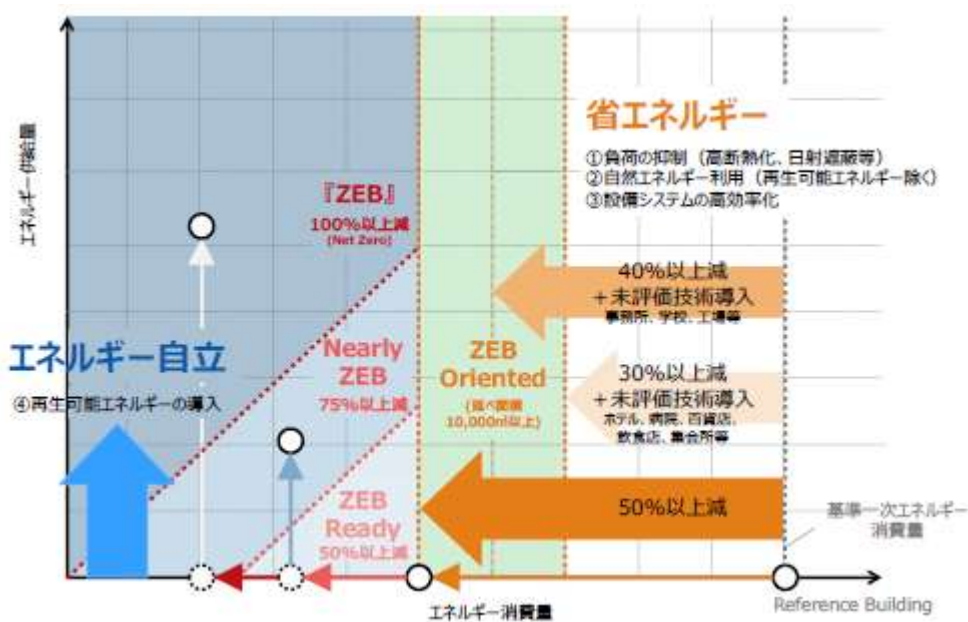 エネルギー供給量
省エネルギー
①負荷の抑制（高断熱化、日射遮蔽等）
②自然エネルギー利用（再生可能エネルギー除く）
③設備システムの高効率化
『ZEB』
100%以上減
(Net Zero)
40%以上減
＋未評価技術導入
事務所、学校、工場等
エネルギー自立
④再生可能エネルギーの導入
Nearly
ZEB
75%以上減
ZEB
Oriented
(延べ面積
10,000㎡以上)
30%以上減
＋未評価技術導入
ホテル、病院、百貨店、
飲食店、集会所等
ZEB
Ready
50%以上減
50%以上減
基準一次エネルギー
消費量
エネルギー消費量
Reference Building